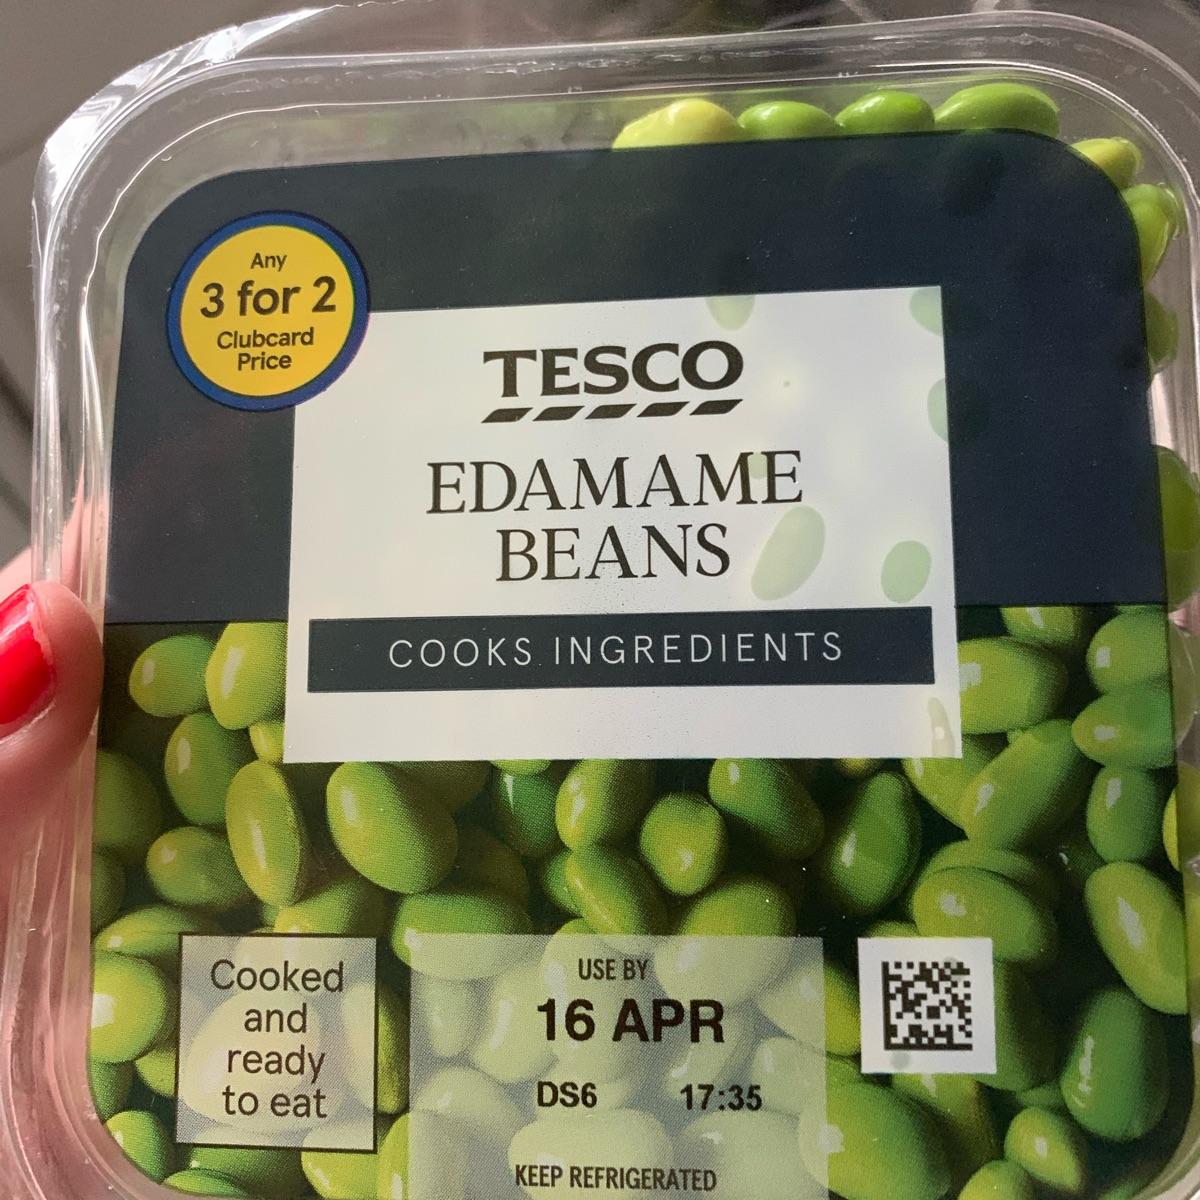 Any
3 for 2
Clubcard
Price
TESCO
EDAMAME
BEANS
COOKS INGREDIENTS
Cooked
and
ready
to eat
USE BY
16 APR
DS6 17:35
KEEP REFRIGERATED